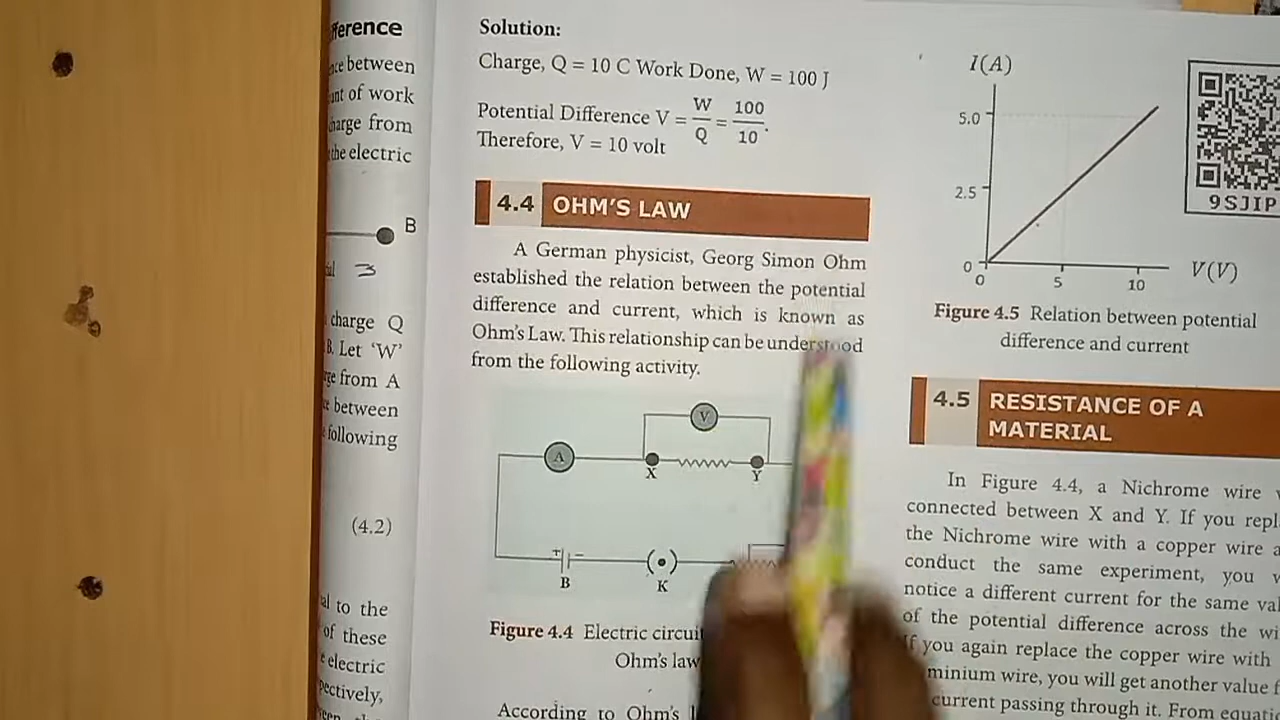 ference
between
of work
from
the electric
B
3
charge Q
B. Let ‘W’
from A
between
following
(4.2)
to the
of these
electric
Solution:
Charge, Q = 10 C Work Done, W = 100 J
Potential Difference V = W/Q = 100/10.
Therefore, V = 10 volt
4.4 OHM’S LAW
A German physicist, Georg Simon Ohm
established the relation between the potential
difference and current, which is known as
Ohm’s Law. This relationship can be understood
from the following activity.
V
A
X Y
+ −
B K
Figure 4.4 Electric
Ohm’s law
According to Ohm’s
I(A)
5.0
2.5
0
0 5 10
V(V)
9SJIP
Figure 4.5 Relation between potential
difference and current
4.5 RESISTANCE OF A
MATERIAL
In Figure 4.4, a Nichrome wire
connected between X and Y. If you
the Nichrome wire with a copper wire
conduct the same experiment, you
notice a different current for the same
of the potential difference across the
If you again replace the copper wire with
minium wire, you will get another value
current passing through it. From